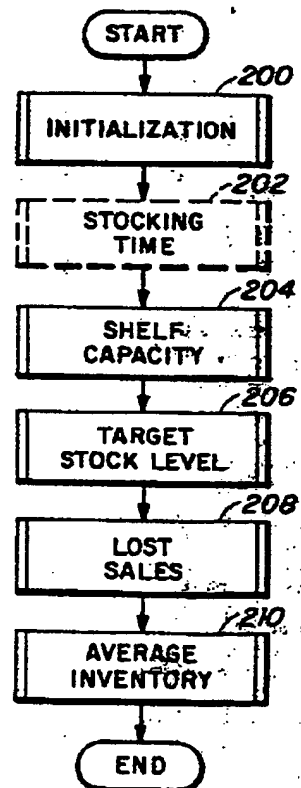 START
200
INITIALIZATION
202
STOCKING
TIME
204
SHELF
CAPACITY
206
TARGET
STOCK LEVEL
208
LOST
SALES
210
AVERAGE
INVENTORY
END